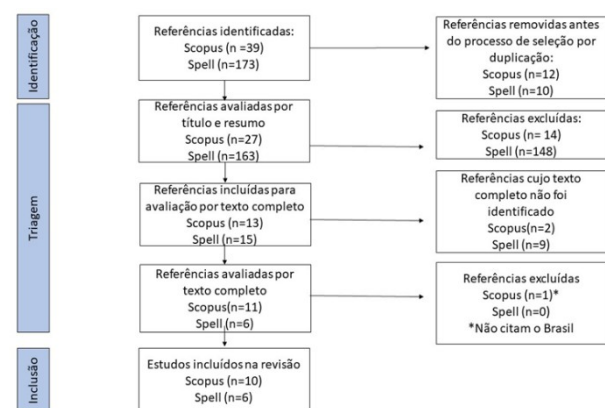 Identificação
Referências identificadas:
Scopus (n =39)
Spell (n=173)
Referências removidas antes
do processo de seleção por
duplicação:
Scopus (n=12)
Spell (n=10)
Triagem
Referências avaliadas por
título e resumo
Scopus (n=27)
Spell (n=163)
Referências excluídas:
Scopus (n= 14)
Spell (n=148)
Referências incluídas para
avaliação por texto completo
Scopus (n=13)
Spell (n=15)
Referências cujo texto
completo não foi
identificado
Scopus(n=2)
Spell (n=9)
Referências avaliadas por
texto completo
Scopus(n=11)
Spell (n=6)
Referências excluídas
Scopus (n=1)*
Spell (n=0)
*Não citam o Brasil
Inclusão
Estudos incluídos na revisão
Scopus (n=10)
Spell (n=6)